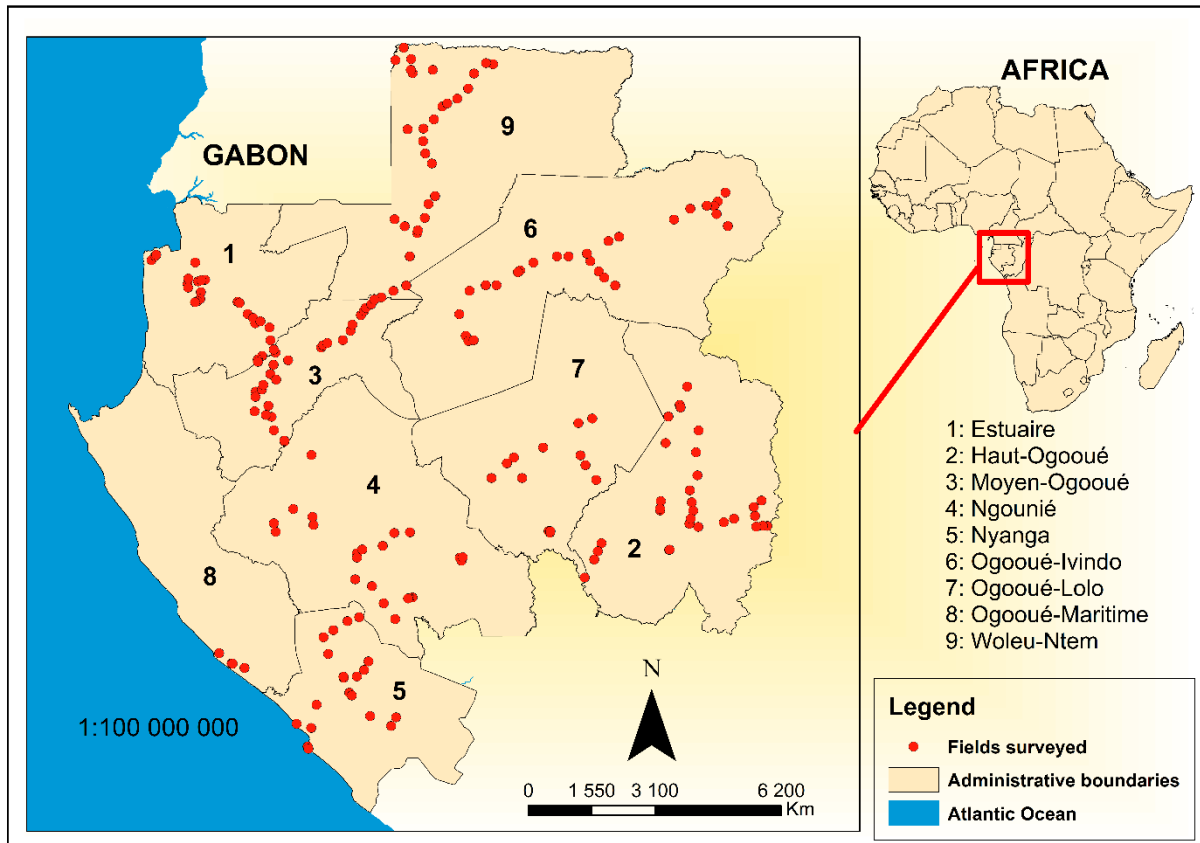 GABON
9
1
6
3
7
4
2
8
5
1:100 000 000
N
0 1 550 3 100 6 200
Km
AFRICA
1: Estuaire
2: Haut-Ogooué
3: Moyen-Ogooué
4: Ngounié
5: Nyanga
6: Ogooué-Ivindo
7: Ogooué-Lolo
8: Ogooué-Maritime
9: Woleu-Ntem
Legend
Fields surveyed
Administrative boundaries
Atlantic Ocean